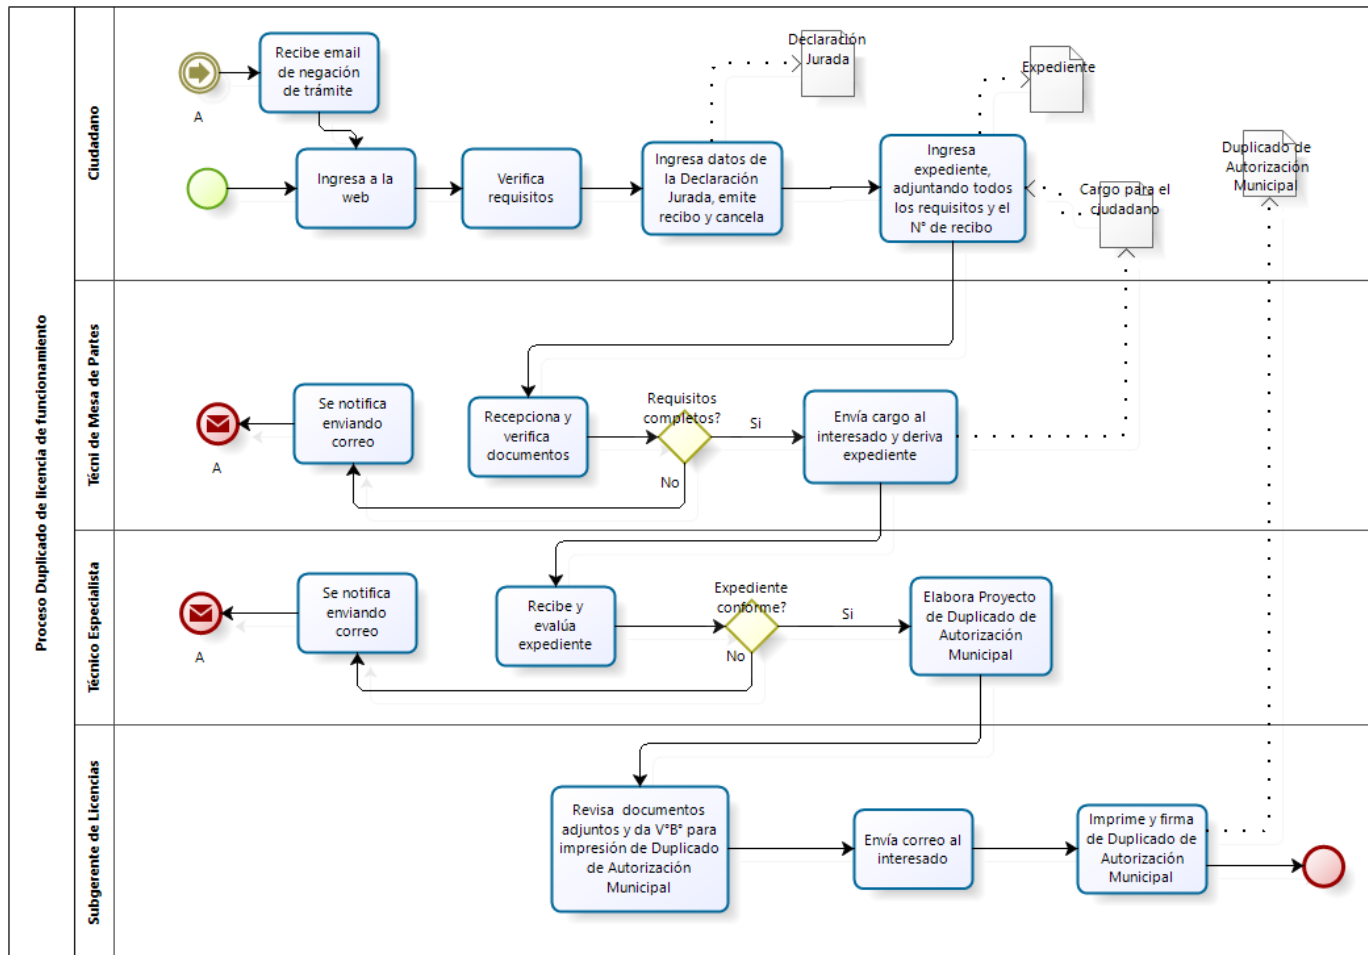 Proceso Duplicado de licencia de funcionamiento
Ciudadano
A
Recibe email
de negación
de trámite
Ingresa a la
web
Verifica
requisitos
Ingresa datos de
la Declaración
Jurada, emite
recibo y cancela
Declaración
Jurada
Ingresa
expediente,
adjuntando todos
los requisitos y el
N° de recibo
Expediente
Cargo para el
ciudadano
Duplicado de
Autorización
Municipal
Técni de Mesa de Partes
A
Se notifica
enviando
correo
Recepciona y
verifica
documentos
Requisitos
completos?
Si
No
Envía cargo al
interesado y deriva
expediente
Técnico Especialista
A
Se notifica
enviando
correo
Recibe y
evalúa
expediente
Expediente
conforme?
Si
No
Elabora Proyecto
de Duplicado de
Autorización
Municipal
Subgerente de Licencias
Revisa documentos
adjuntos y da V°B° para
impresión de Duplicado
de Autorización
Municipal
Envía correo al
interesado
Imprime y firma
de Duplicado de
Autorización
Municipal